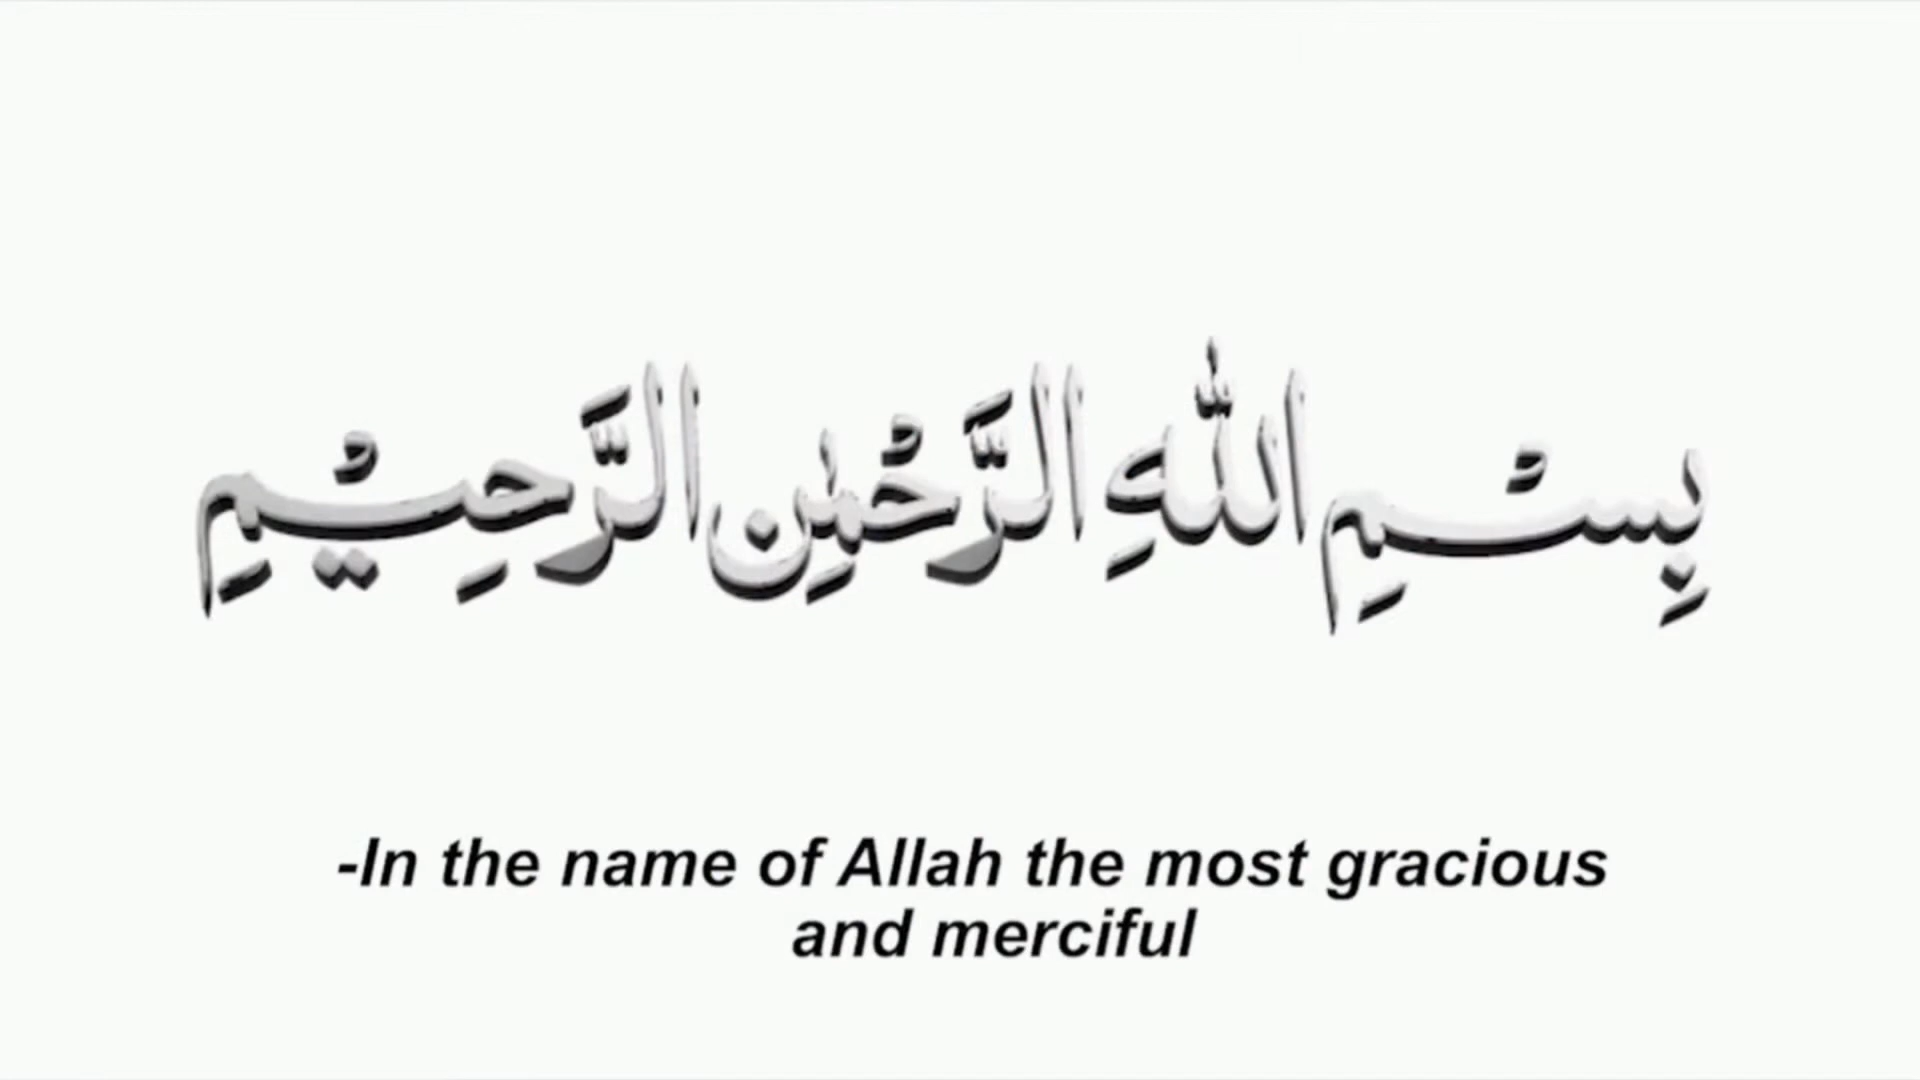 بِسْمِ اللّٰهِ الرَّحْمٰنِ الرَّحِيْمِ
-In the name of Allah the most gracious
and merciful